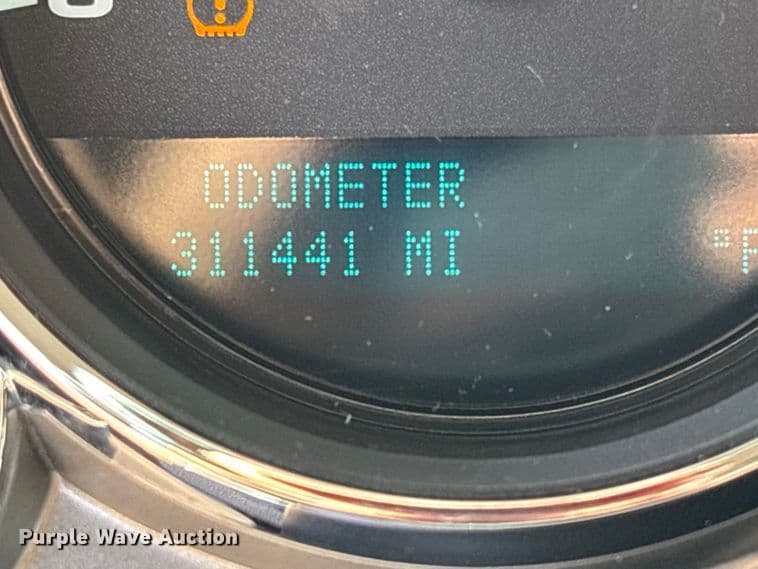 ODOMETER
311441 MI
°F
Purple Wave Auction